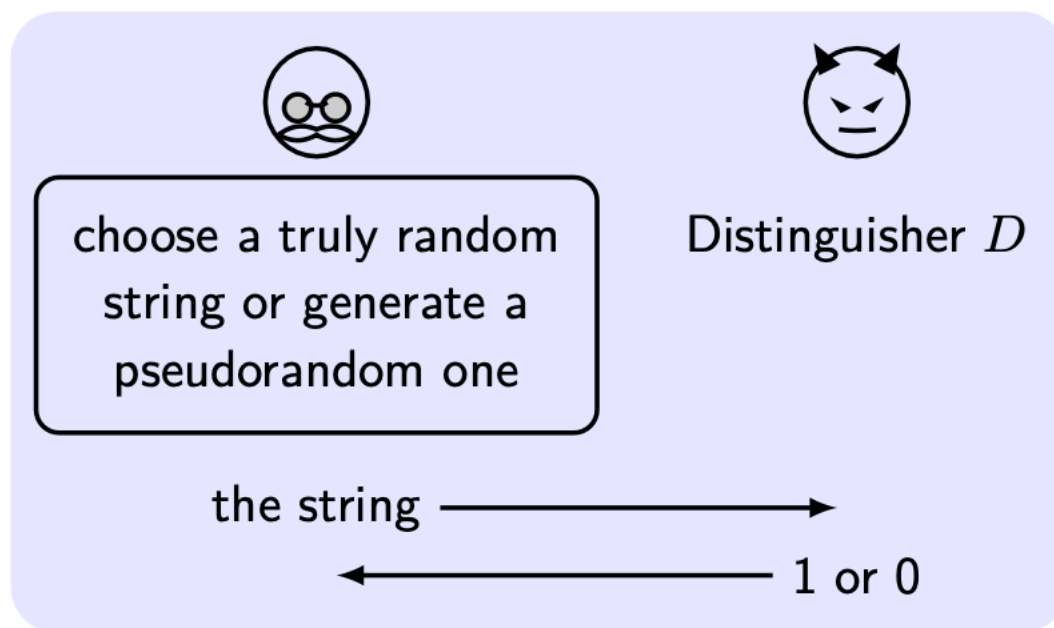 choose a truly random
string or generate a
pseudorandom one
Distinguisher D
the string
1 or 0